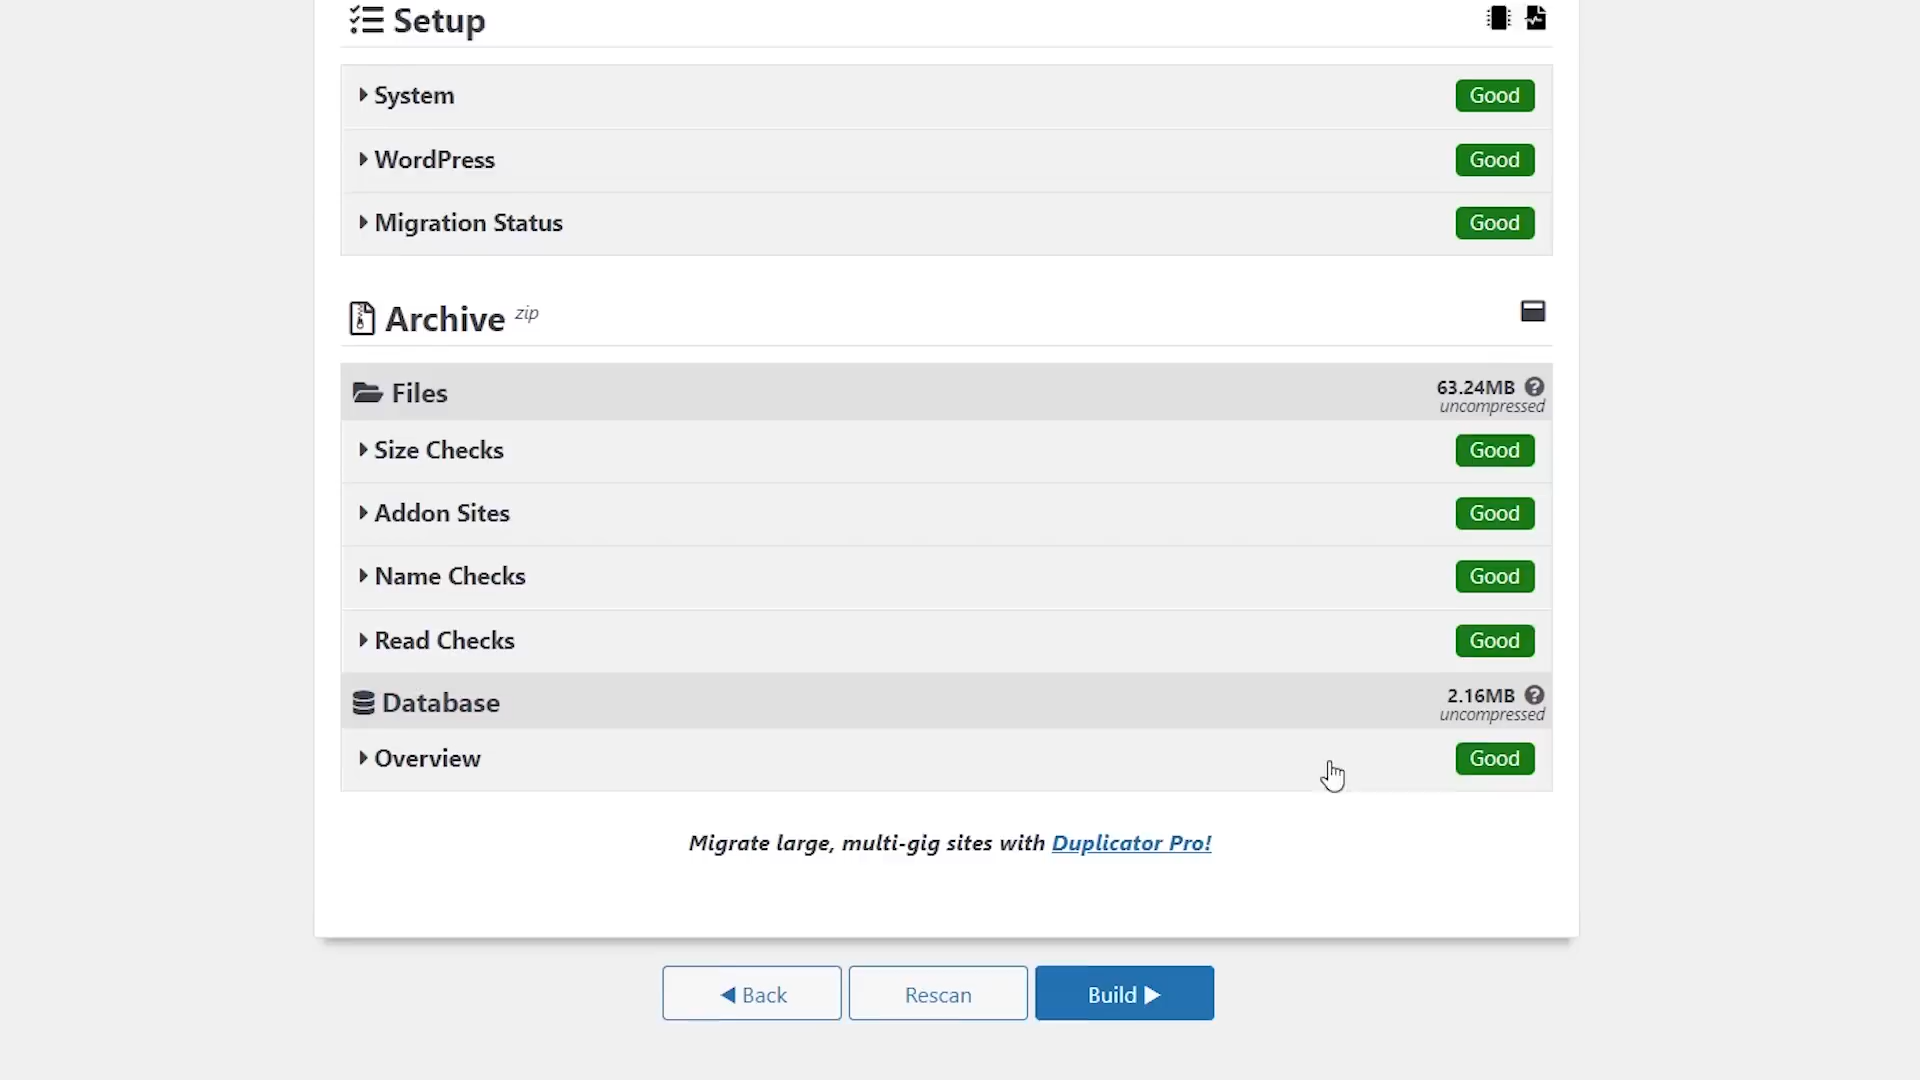 Setup
System Good
WordPress Good
Migration Status Good
Archive zip
Files 63.24MB
uncompressed
Size Checks Good
Addon Sites Good
Name Checks Good
Read Checks Good
Database 2.16MB
uncompressed
Overview Good
Migrate large, multi-gig sites with Duplicator Pro!
Back Rescan Build